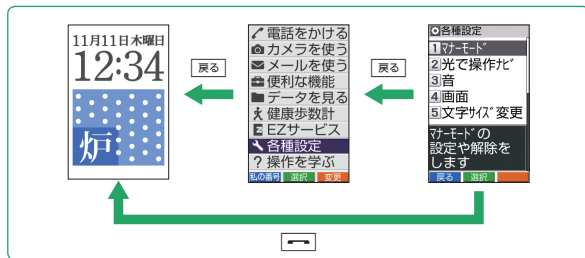 11月11日木曜日
12:34
炉
戻る
電話をかける
カメラを使う
メールを使う
便利な機能
データを見る
健康歩数計
EZサービス
各種設定
?操作を学ぶ
私の番号 選択 変更
戻る
各種設定
1 ﾏﾅｰﾓｰﾄﾞ
2 光で操作ﾅﾋﾞ
3 音
4 画面
5 文字ｻｲｽﾞ変更
ﾏﾅｰﾓｰﾄﾞの
設定や解除を
します
戻る 選択